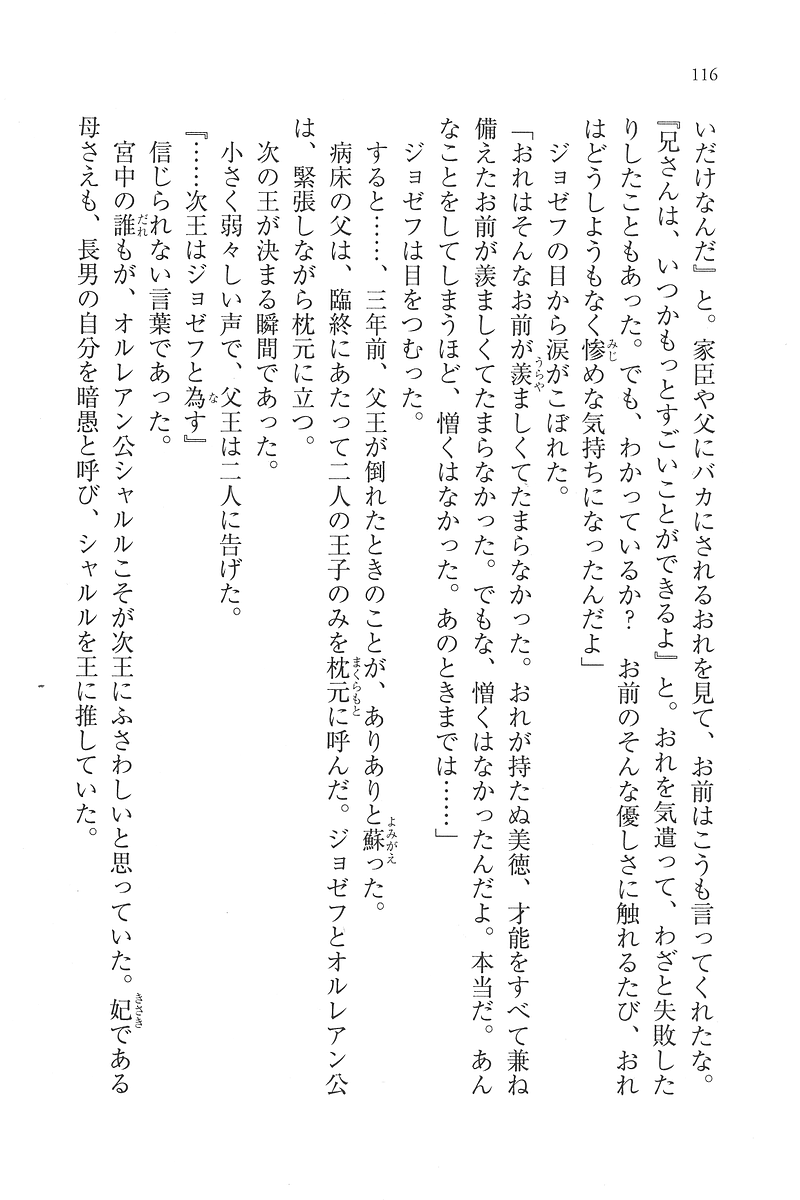 116
いだけなんだ』と。家臣や父にバカにされるおれを見て、お前はこうも言ってくれたな。
『兄さんは、いつかもっとすごいことができるよ』と。おれを気遣って、わざと失敗した
りしたこともあった。でも、わかっているか？　お前のそんな優しさに触れるたび、おれ
はどうしようもなく惨めな気持ちになったんだよ」
　ジョゼフの目から涙がこぼれた。
「おれはそんなお前が羨ましくてたまらなかった。おれが持たぬ美徳、才能をすべて兼ね
備えたお前が羨ましくてたまらなかった。でもな、憎くはなかったんだよ。本当だ。あん
なことをしてしまうほど、憎くはなかった。あのときまでは……」
　ジョゼフは目をつむった。
　すると……、三年前、父王が倒れたときのことが、ありありと蘇った。
　病床の父は、臨終にあたって二人の王子のみを枕元に呼んだ。ジョゼフとオルレアン公
は、緊張しながら枕元に立つ。
　次の王が決まる瞬間であった。
　小さく弱々しい声で、父王は二人に告げた。
『……次王はジョゼフと為す』
　信じられない言葉であった。
　宮中の誰もが、オルレアン公シャルルこそが次王にふさわしいと思っていた。妃である
母さえも、長男の自分を暗愚と呼び、シャルルを王に推していた。